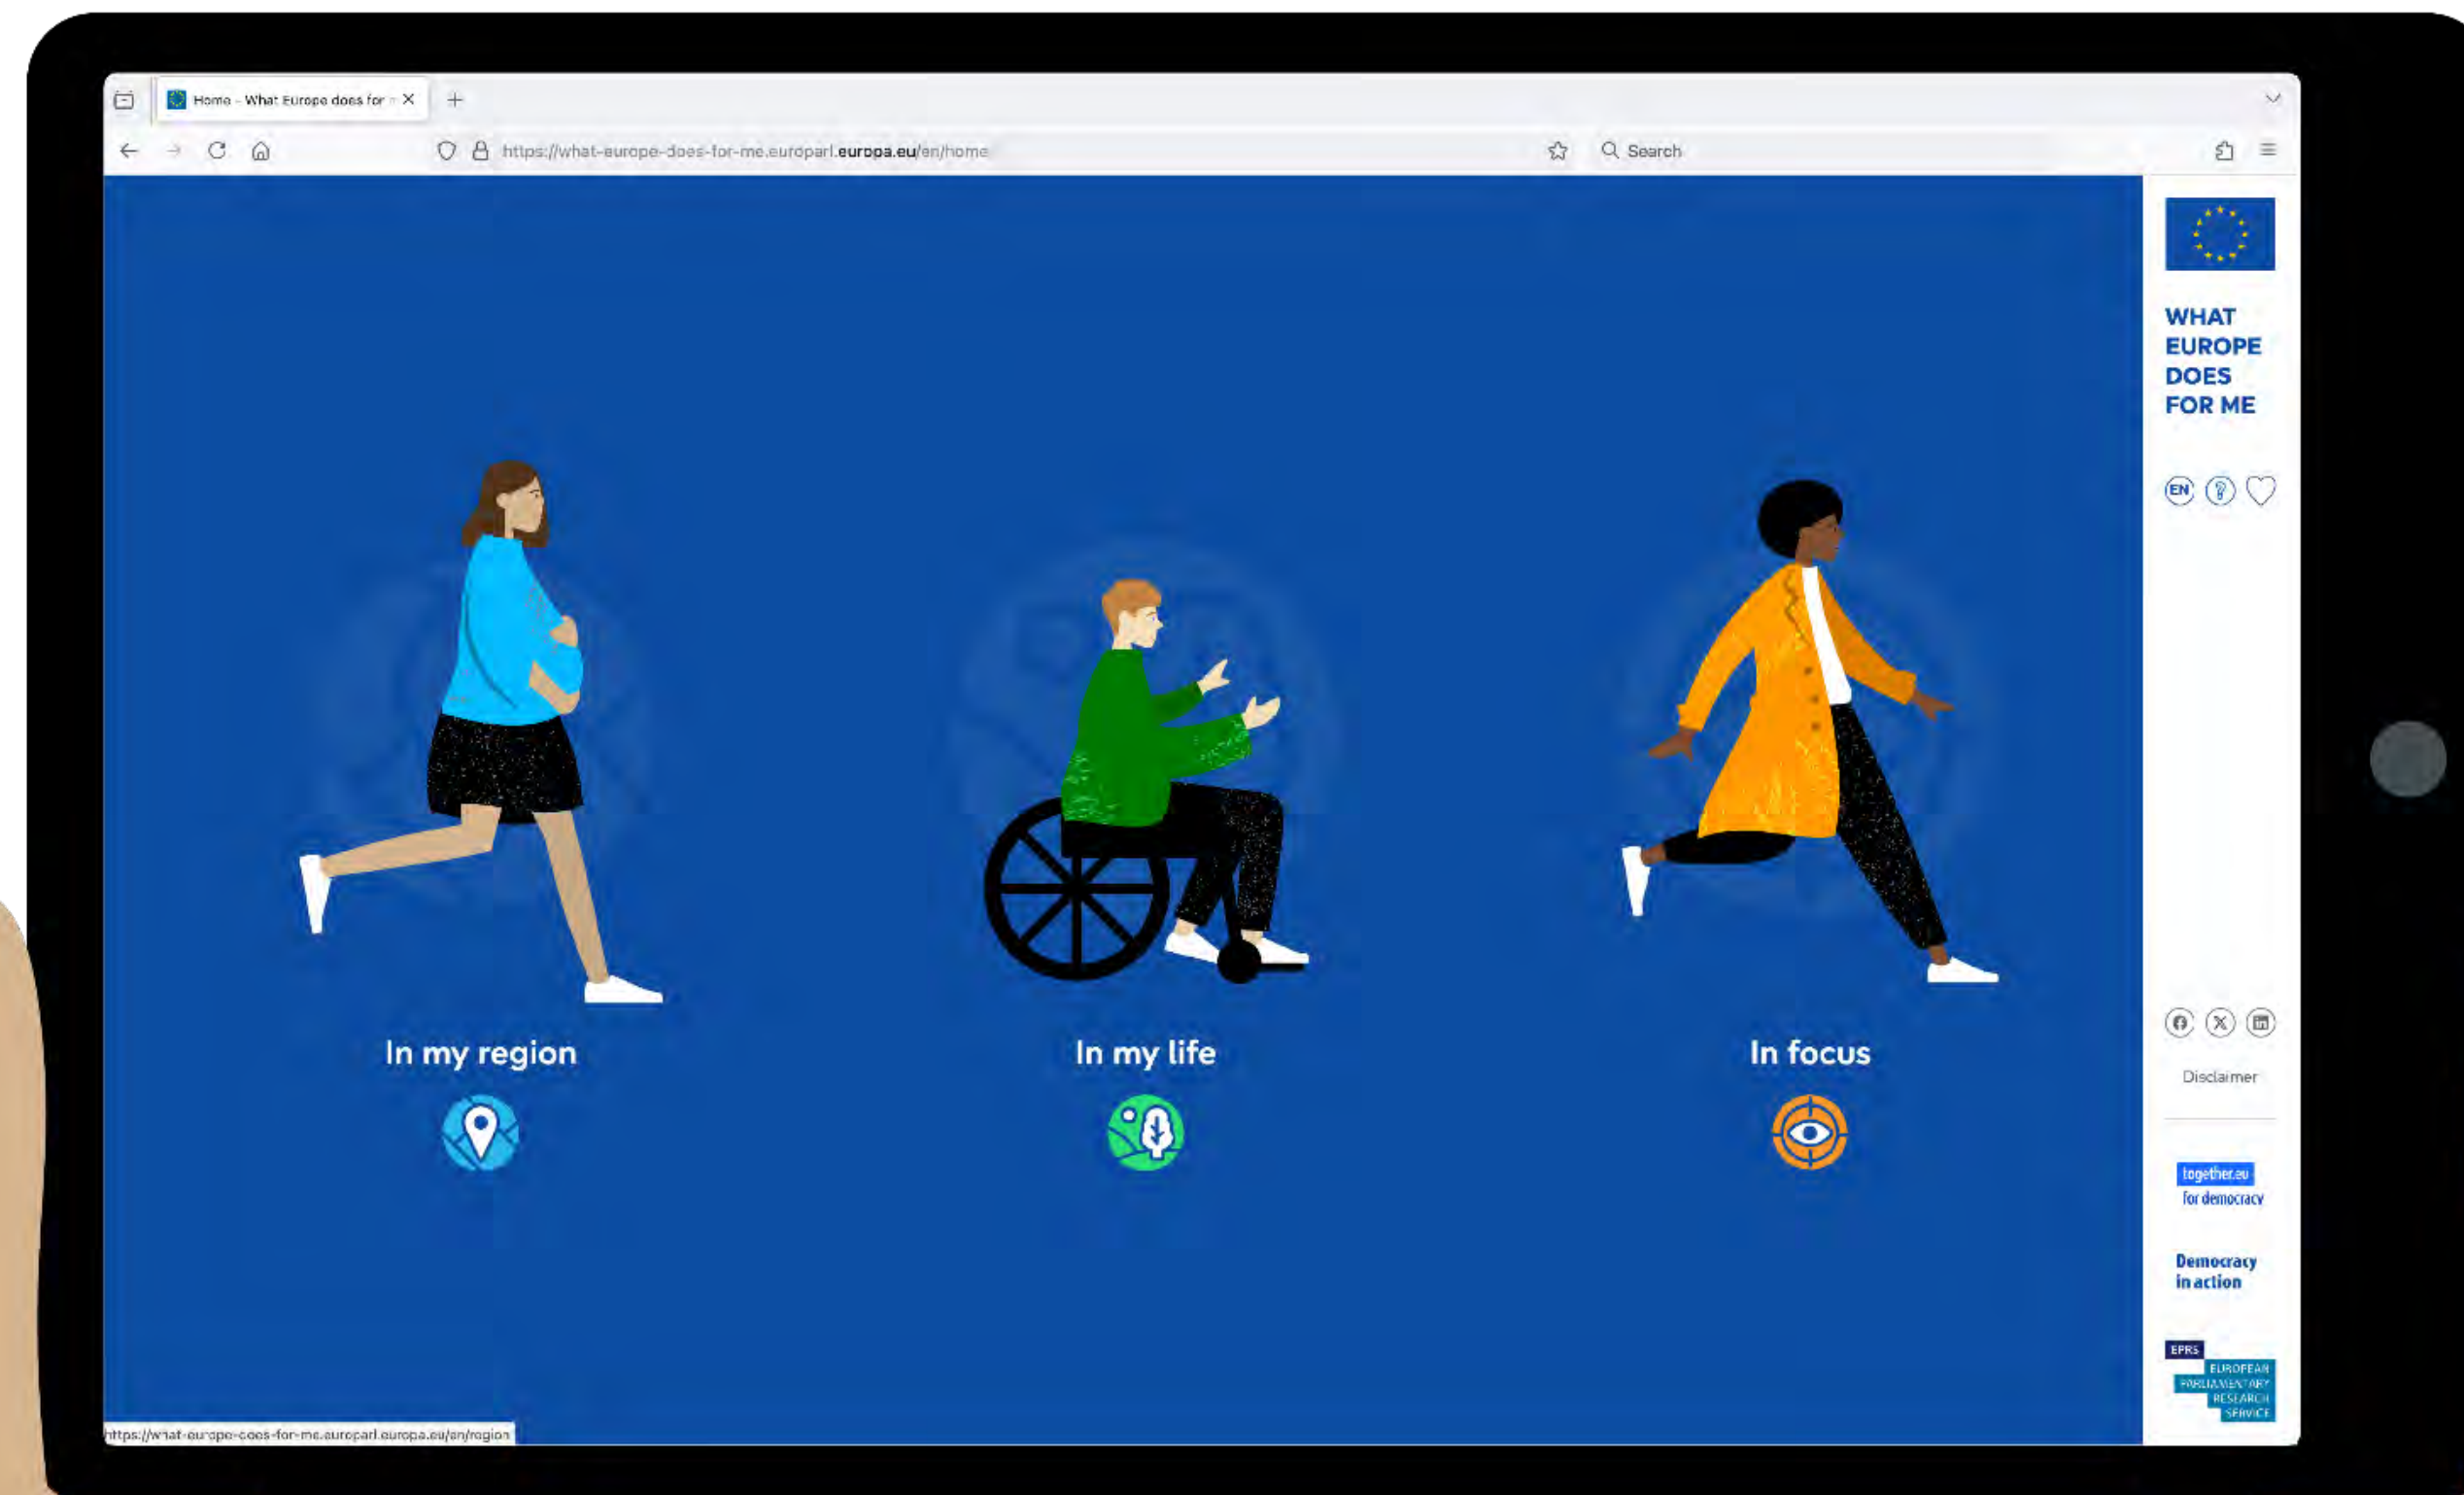 Home - What Europe does for
https://what-europe-does-for-me.europarl.europa.eu/en/home
Search
WHAT
EUROPE
DOES
FOR ME
EN
In my region
In my life
In focus
Disclaimer
together.eu
for democracy
Democracy
in action
EPRS
EUROPEAN
PARLIAMENTARY
RESEARCH
SERVICE
https://what-europe-does-for-me.europarl.europa.eu/en/region